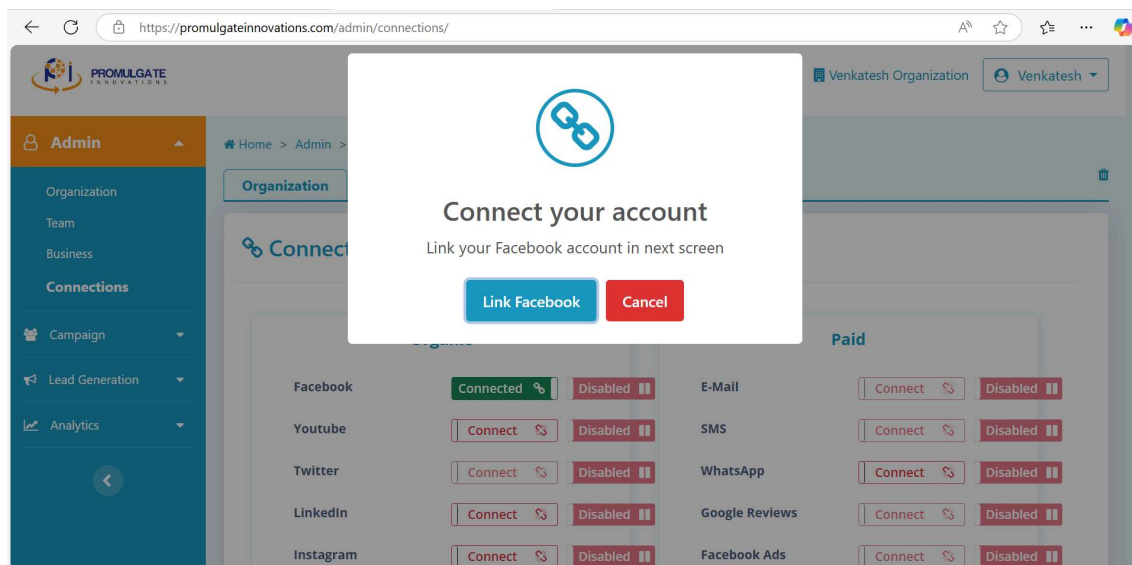 https://promulgateinnovations.com/admin/connections/
PROMULGATE
INNOVATIONS
Venkatesh Organization
Venkatesh
Admin
Organization
Team
Business
Connections
Campaign
Lead Generation
Analytics
Home > Admin >
Organization
Connect
Connect your account
Link your Facebook account in next screen
Link Facebook Cancel
Paid
Facebook Connected Disabled E-Mail Connect Disabled
Youtube Connect Disabled SMS Connect Disabled
Twitter Connect Disabled WhatsApp Connect Disabled
LinkedIn Connect Disabled Google Reviews Connect Disabled
Instagram Connect Disabled Facebook Ads Connect Disabled